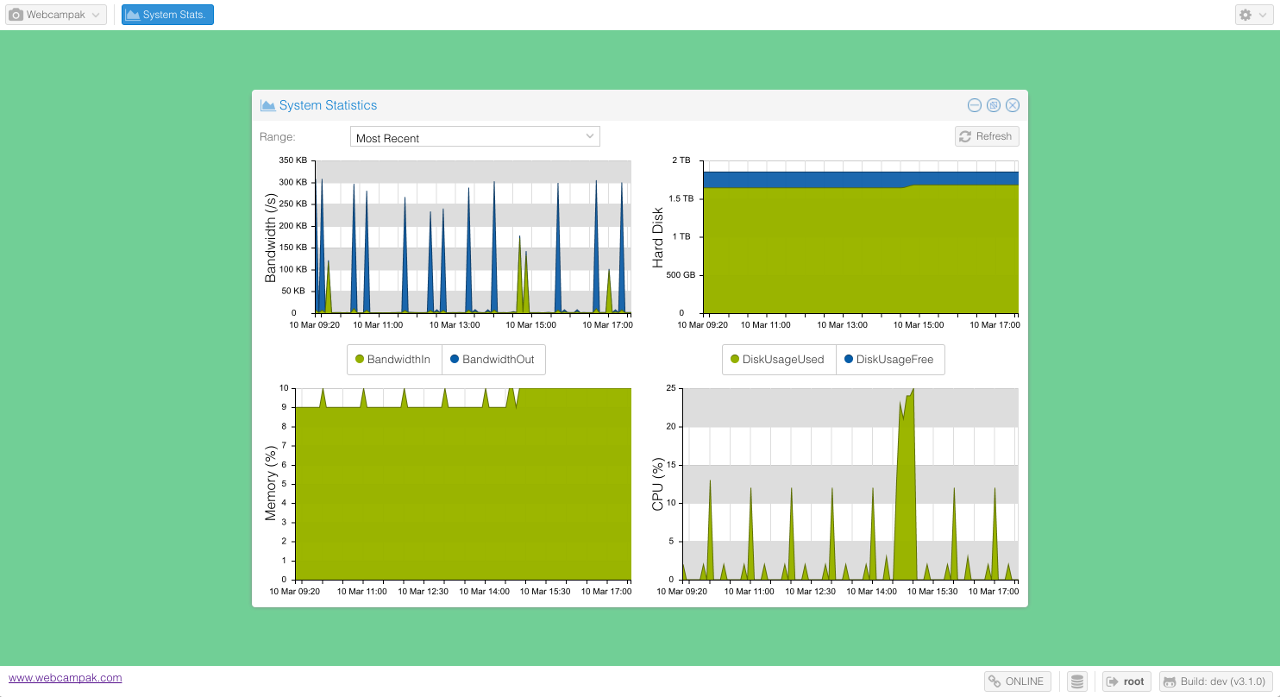 Webcampak
System Stats.
System Statistics
Range:
Most Recent
Refresh
Bandwidth (/s)
350 KB
300 KB
250 KB
200 KB
150 KB
100 KB
50 KB
0
10 Mar 09:20 10 Mar 11:00 10 Mar 13:00 10 Mar 15:00 10 Mar 17:00
BandwidthIn BandwidthOut
Hard Disk
2 TB
1.5 TB
1 TB
500 GB
0
10 Mar 09:20 10 Mar 11:00 10 Mar 13:00 10 Mar 15:00 10 Mar 17:00
DiskUsageUsed DiskUsageFree
Memory (%)
10
9
8
7
6
5
4
3
2
1
0
10 Mar 09:20 10 Mar 11:00 10 Mar 12:30 10 Mar 14:00 10 Mar 15:30 10 Mar 17:00
CPU (%)
25
20
15
10
5
0
10 Mar 09:20 10 Mar 11:00 10 Mar 12:30 10 Mar 14:00 10 Mar 15:30 10 Mar 17:00
www.webcampak.com
ONLINE
root
Build: dev (v3.1.0)